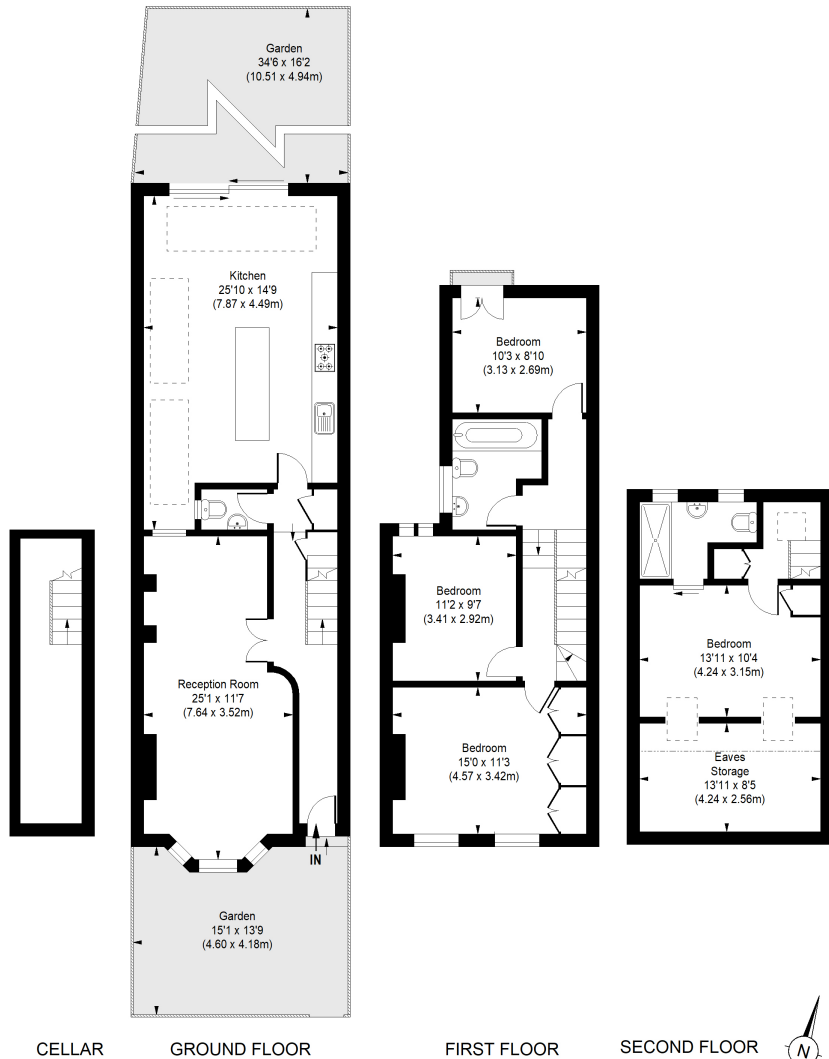 Garden
34'6 x 16'2
(10.51 x 4.94m)
Kitchen
25'10 x 14'9
(7.87 x 4.49m)
Reception Room
25'1 x 11'7
(7.64 x 3.52m)
IN
Garden
15'1 x 13'9
(4.60 x 4.18m)
Bedroom
10'3 x 8'10
(3.13 x 2.69m)
Bedroom
11'2 x 9'7
(3.41 x 2.92m)
Bedroom
15'0 x 11'3
(4.57 x 3.42m)
Bedroom
13'11 x 10'4
(4.24 x 3.15m)
Eaves
Storage
13'11 x 8'5
(4.24 x 2.56m)
CELLAR
GROUND FLOOR
FIRST FLOOR
SECOND FLOOR
N